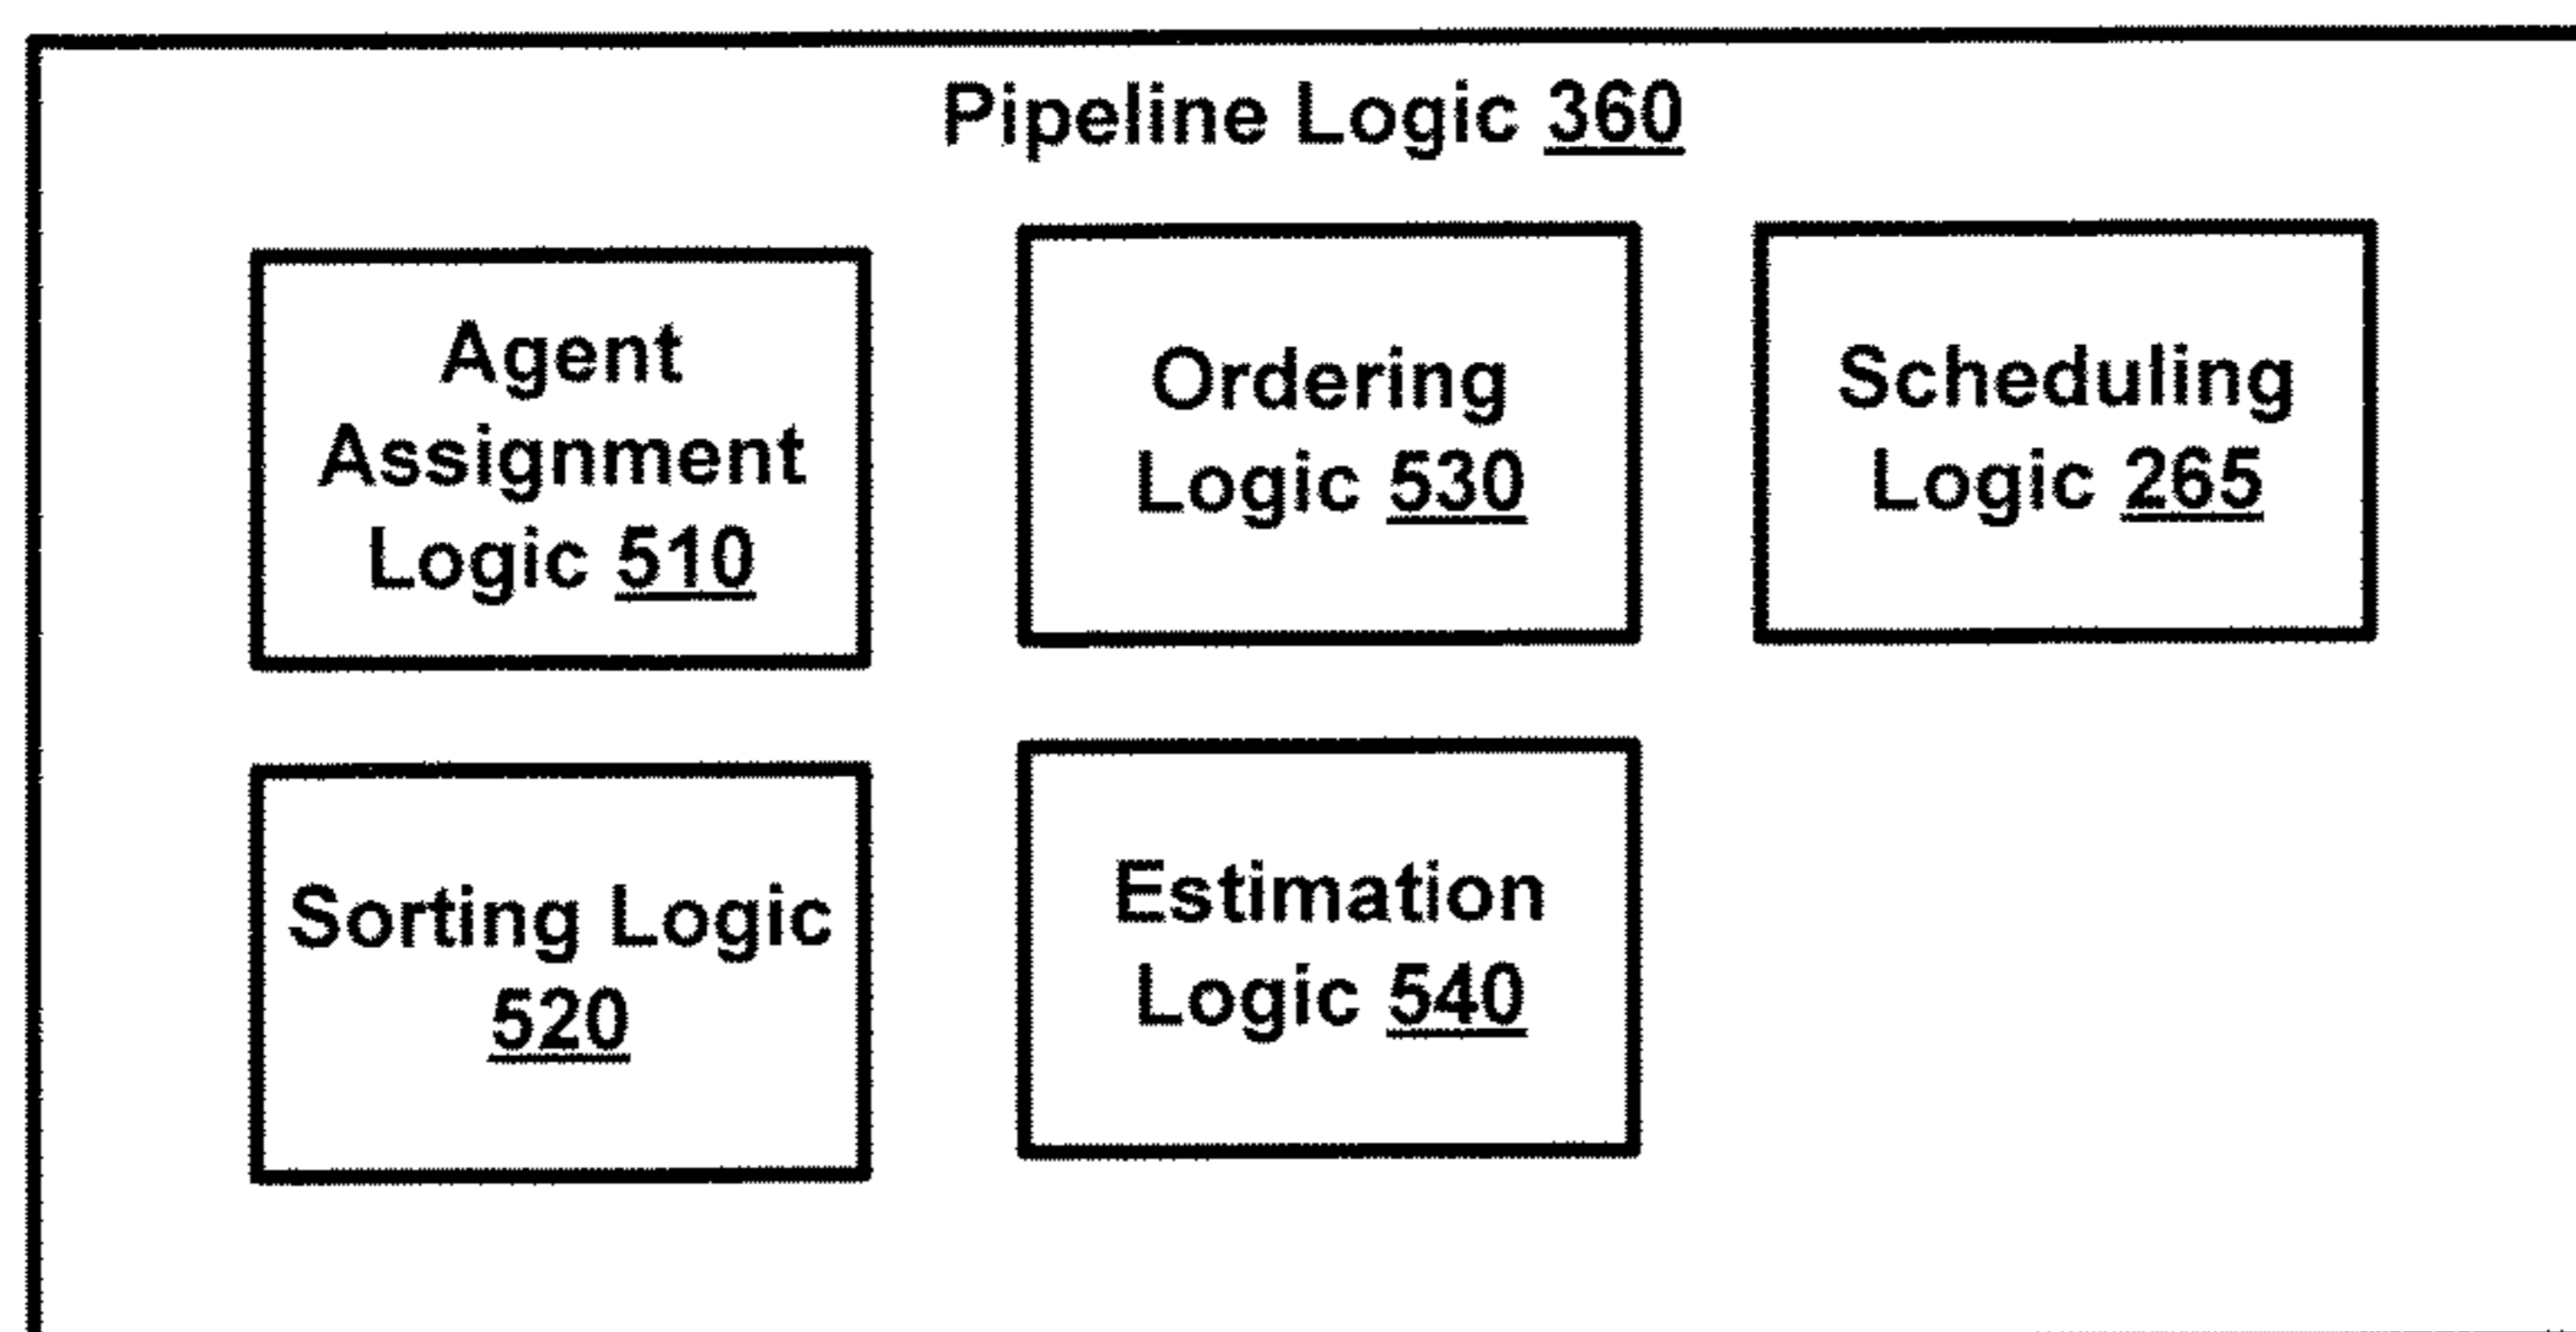 Pipeline Logic 360
Agent
Assignment
Logic 510
Ordering
Logic 530
Scheduling
Logic 265
Sorting Logic
520
Estimation
Logic 540